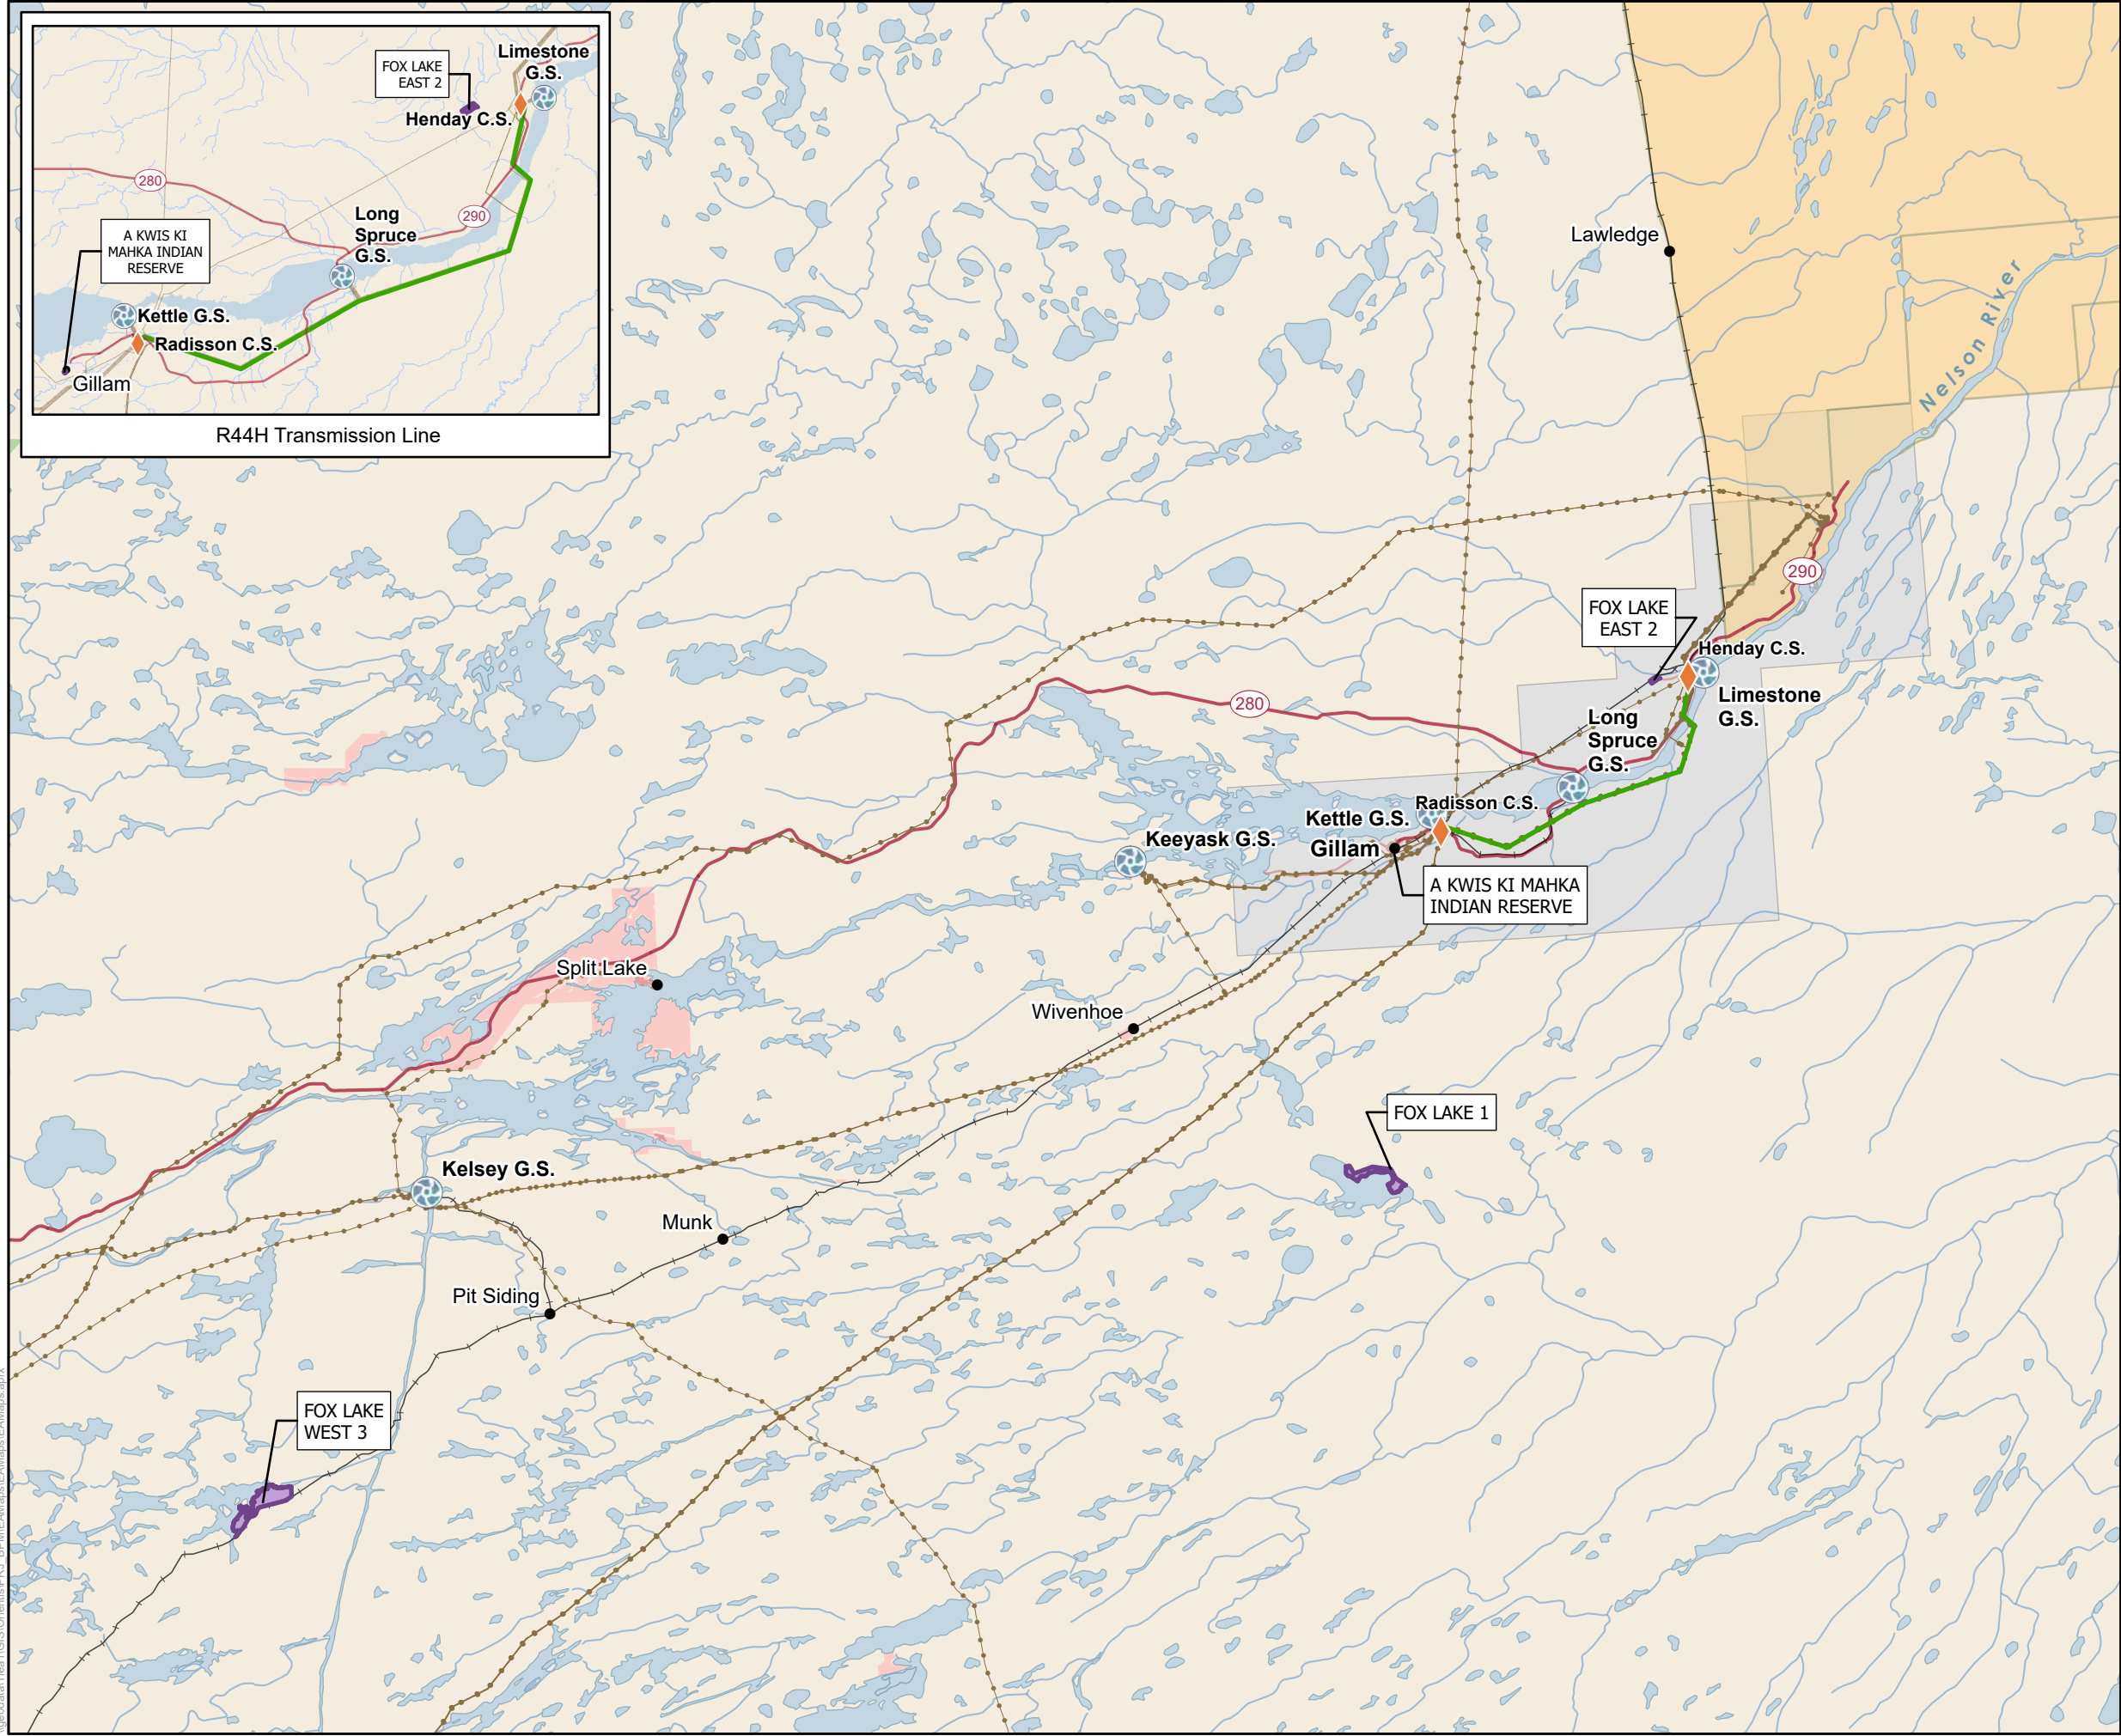 Limestone
G.S.
FOX LAKE
EAST 2
Henday C.S.
280
290
Long
Spruce
G.S.
A KWIS KI
MAHKA INDIAN
RESERVE
Kettle G.S.
Radisson C.S.
Gillam
R44H Transmission Line
Lawledge
Nelson River
290
FOX LAKE
EAST 2
Henday C.S.
Limestone
G.S.
280
Long
Spruce
G.S.
Radisson C.S.
Kettle G.S.
Gillam
Keeyask G.S.
A KWIS KI MAHKA
INDIAN RESERVE
Split Lake
Wivenhoe
FOX LAKE 1
Kelsey G.S.
Munk
Pit Siding
FOX LAKE
WEST 3